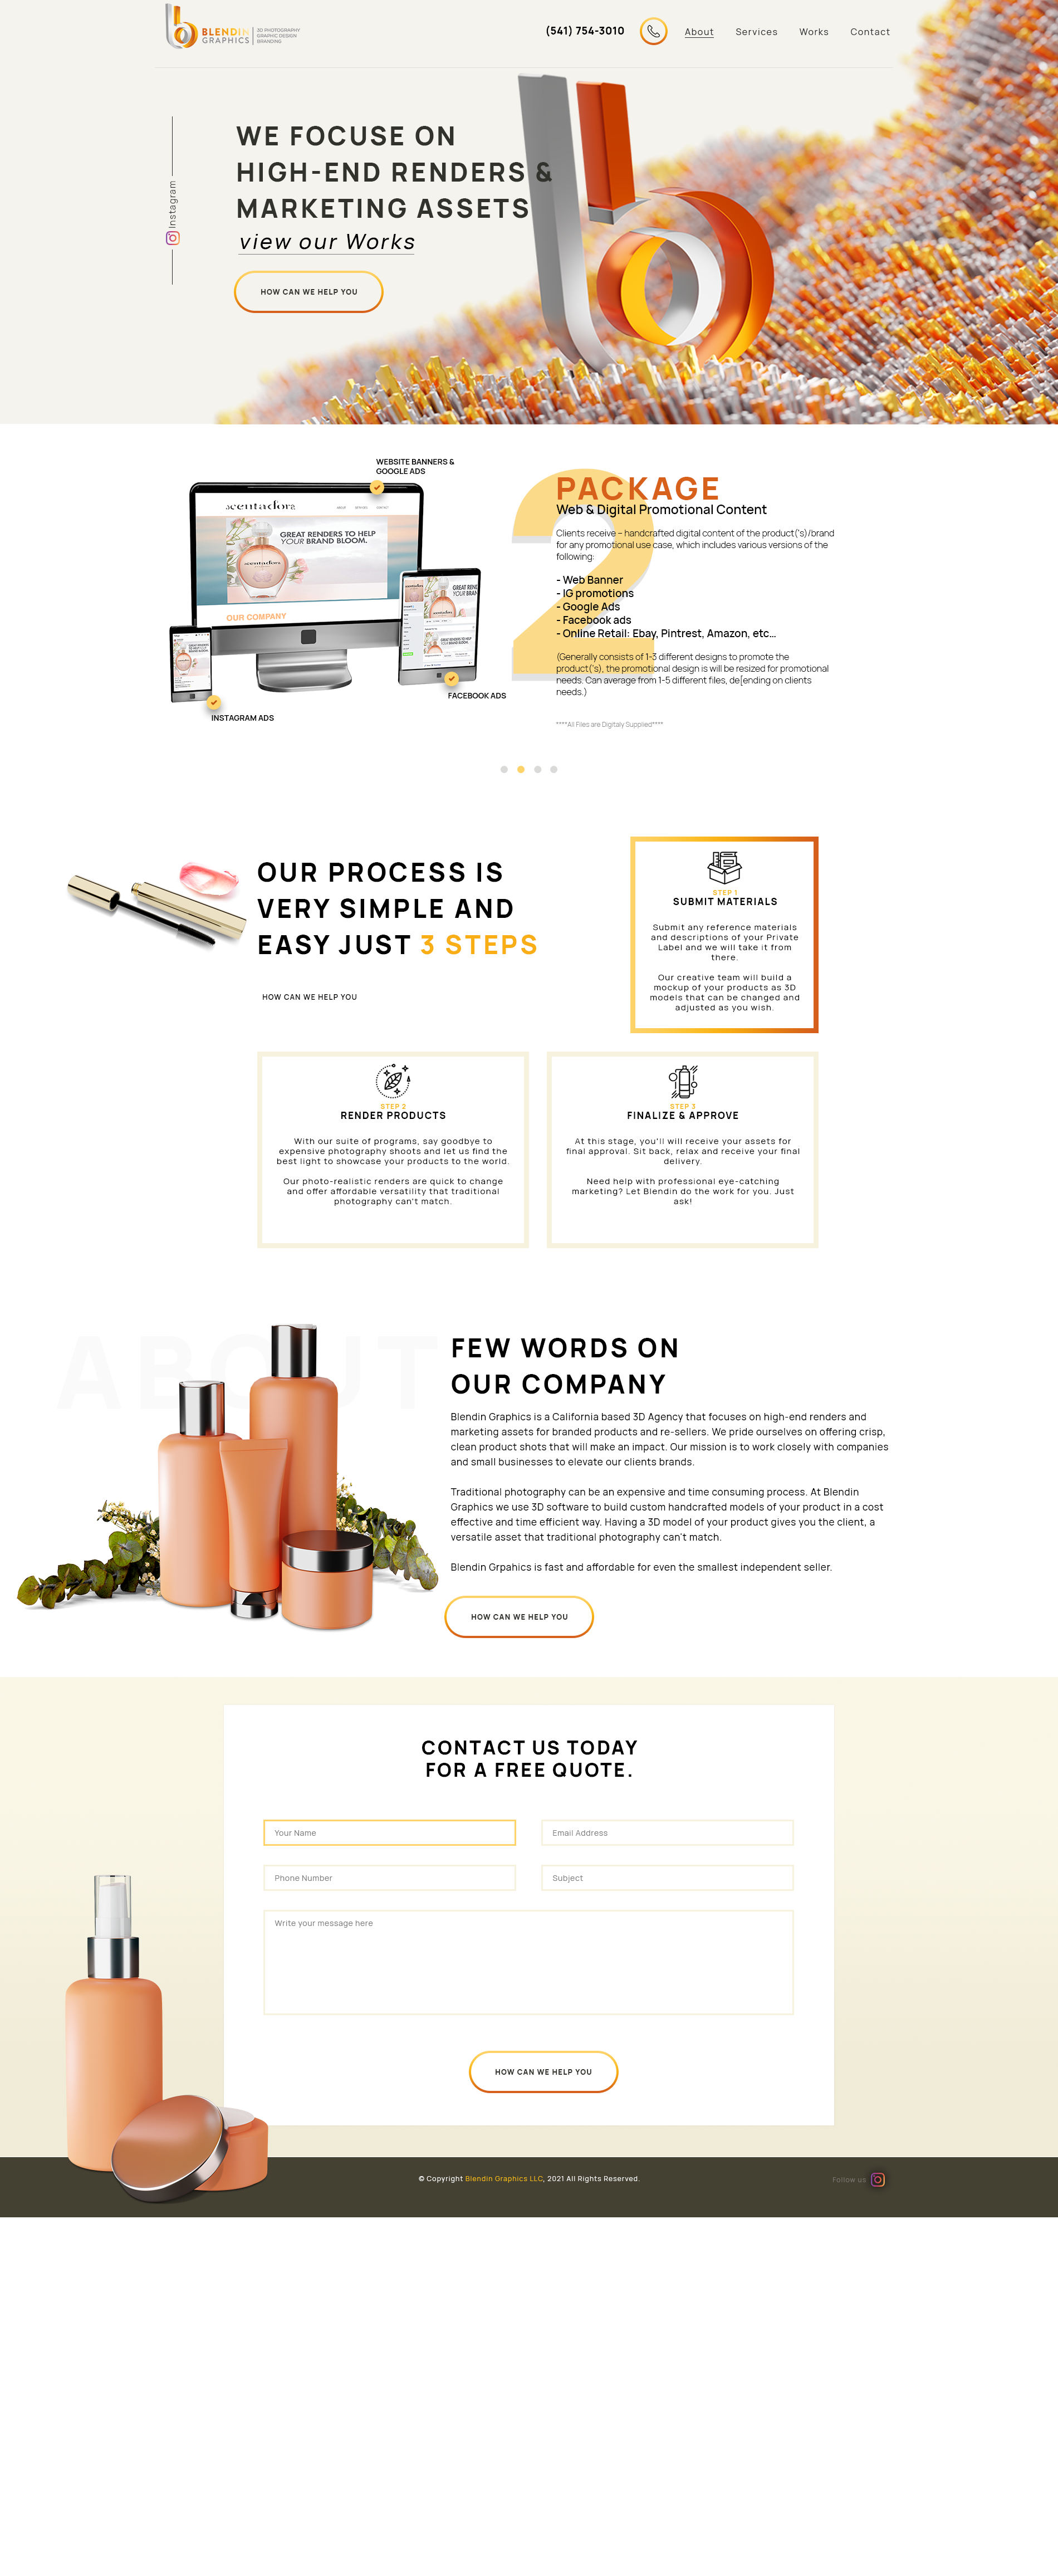 BLENDIN
GRAPHICS
3D PHOTOGRAPHY
GRAPHIC DESIGN
BRANDING
(541) 754-3010
About
Services
Works
Contact
Instagram
WE FOCUSE ON
HIGH-END RENDERS &
MARKETING ASSETS
view our Works
HOW CAN WE HELP YOU
WEBSITE BANNERS &
GOOGLE ADS
scentadora
GREAT RENDERS TO HELP
YOUR BRAND BLOOM.
scentadora
OUR COMPANY
INSTAGRAM ADS
FACEBOOK ADS
2
PACKAGE
Web & Digital Promotional Content
Clients receive – handcrafted digital content of the product('s)/brand
for any promotional use case, which includes various versions of the
following:
- Web Banner
- IG promotions
- Google Ads
- Facebook ads
- Online Retail: Ebay, Pintrest, Amazon, etc...
(Generally consists of 1-3 different designs to promote the
product('s), the promotional design is will be resized for promotional
needs. Can average from 1-5 different files, de[ending on clients
needs.)
****All Files are Digitaly Supplied****
OUR PROCESS IS
VERY SIMPLE AND
EASY JUST 3 STEPS
HOW CAN WE HELP YOU
STEP 1
SUBMIT MATERIALS
Submit any reference materials
and descriptions of your Private
Label and we will take it from
there.
Our creative team will build a
mockup of your products as 3D
models that can be changed and
adjusted as you wish.
STEP 2
RENDER PRODUCTS
With our suite of programs, say goodbye to
expensive photography shoots and let us find the
best light to showcase your products to the world.
Our photo-realistic renders are quick to change
and offer affordable versatility that traditional
photography can't match.
STEP 3
FINALIZE & APPROVE
At this stage, you'll will receive your assets for
final approval. Sit back, relax and receive your final
delivery.
Need help with professional eye-catching
marketing? Let Blendin do the work for you. Just
ask!
ABOUT
FEW WORDS ON
OUR COMPANY
Blendin Graphics is a California based 3D Agency that focuses on high-end renders and
marketing assets for branded products and re-sellers. We pride ourselves on offering crisp,
clean product shots that will make an impact. Our mission is to work closely with companies
and small businesses to elevate our clients brands.
Traditional photography can be an expensive and time consuming process. At Blendin
Graphics we use 3D software to build custom handcrafted models of your product in a cost
effective and time efficient way. Having a 3D model of your product gives you the client, a
versatile asset that traditional photography can't match.
Blendin Grpahics is fast and affordable for even the smallest independent seller.
HOW CAN WE HELP YOU
CONTACT US TODAY
FOR A FREE QUOTE.
Your Name
Email Address
Phone Number
Subject
Write your message here
HOW CAN WE HELP YOU
© Copyright Blendin Graphics LLC, 2021 All Rights Reserved.
Follow us